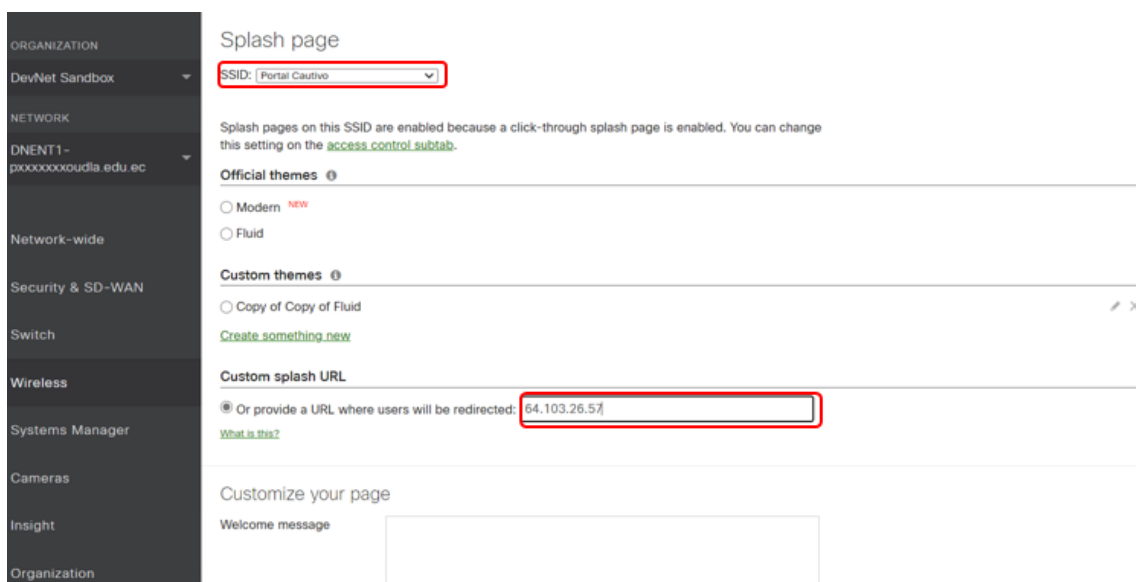 ORGANIZATION
DevNet Sandbox
NETWORK
DNENT1-
pxxxxxxxoudla.edu.ec
Network-wide
Security & SD-WAN
Switch
Wireless
Systems Manager
Cameras
Insight
Organization
Splash page
SSID: Portal Cautivo
Splash pages on this SSID are enabled because a click-through splash page is enabled. You can change
this setting on the access control subtab.
Official themes
Modern NEW
Fluid
Custom themes
Copy of Copy of Fluid
Create something new
Custom splash URL
Or provide a URL where users will be redirected: 64.103.26.57
What is this?
Customize your page
Welcome message